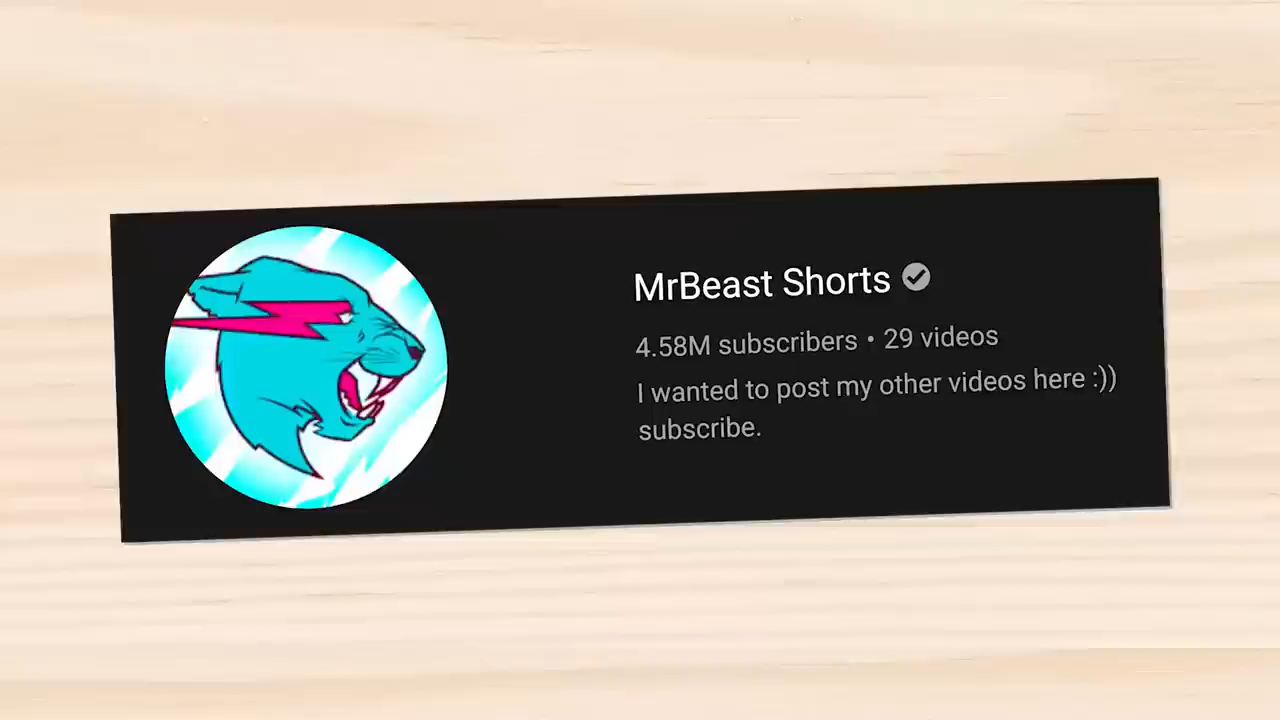 MrBeast Shorts
4.58M subscribers • 29 videos
I wanted to post my other videos here :))
subscribe.